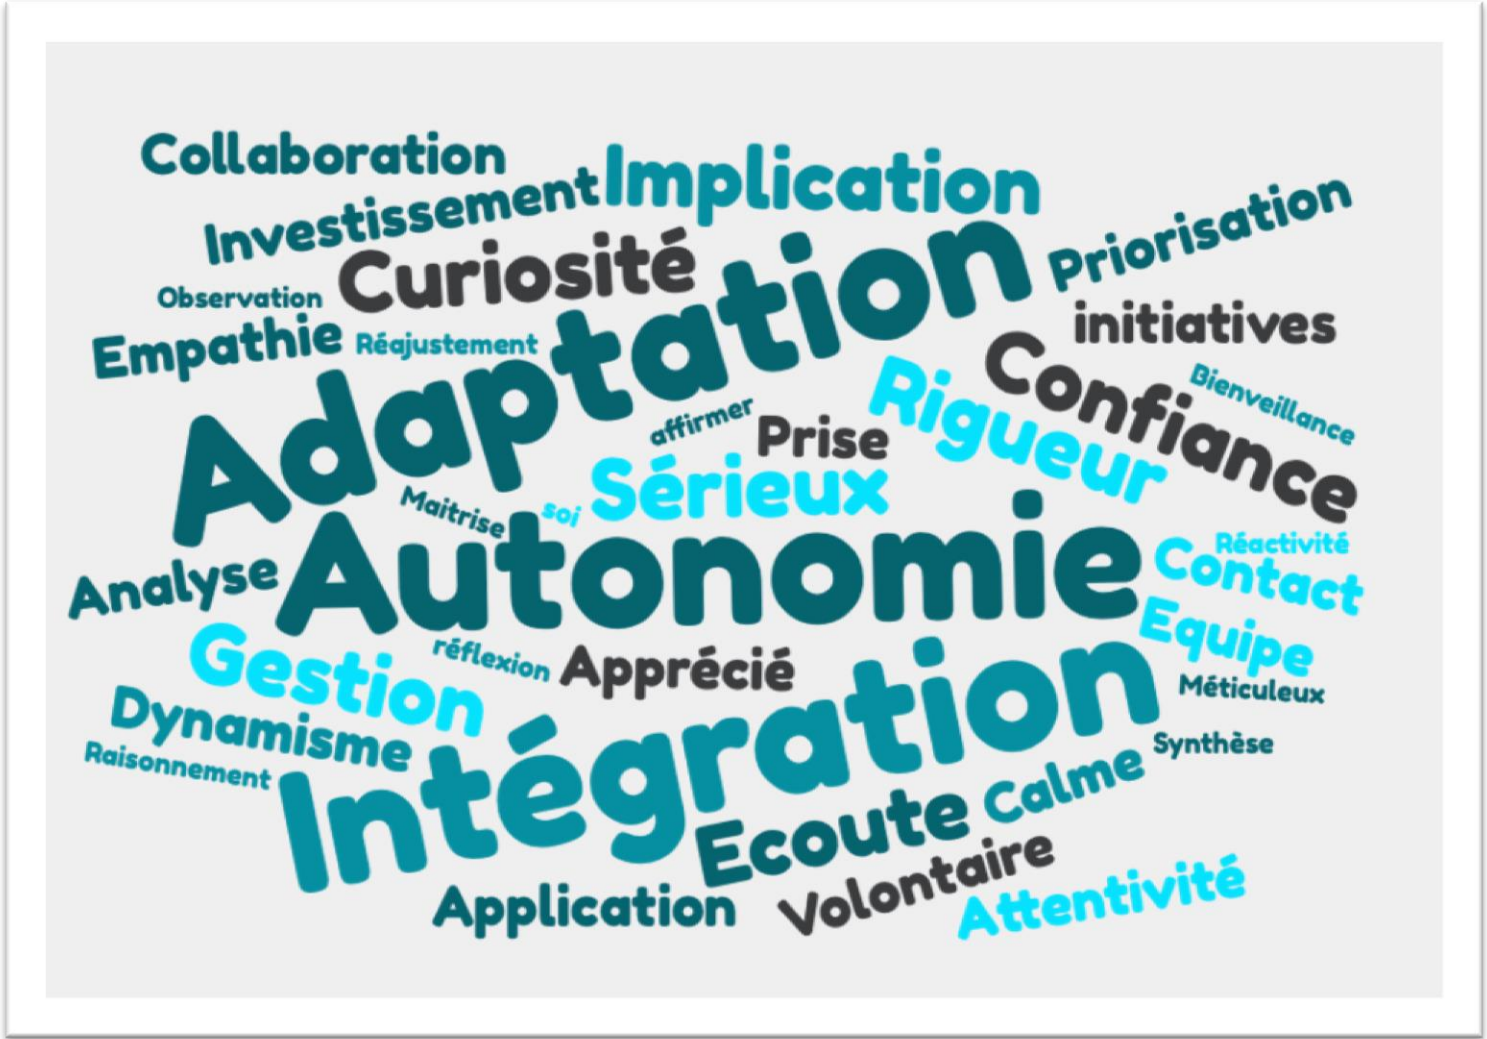 Collaboration
Implication
Investissement
Priorisation
Curiosité
Observation
Adaptation
initiatives
Empathie
Réajustement
Confiance
Bienveillance
Rigueur
affirmer
Prise
Sérieux
Maitrise
soi
Autonomie
Réactivité
Contact
Analyse
Equipe
Gestion
réflexion
Apprécié
Méticuleux
Dynamisme
Intégration
Synthèse
Raisonnement
Calme
Ecoute
Volontaire
Application
Attentivité